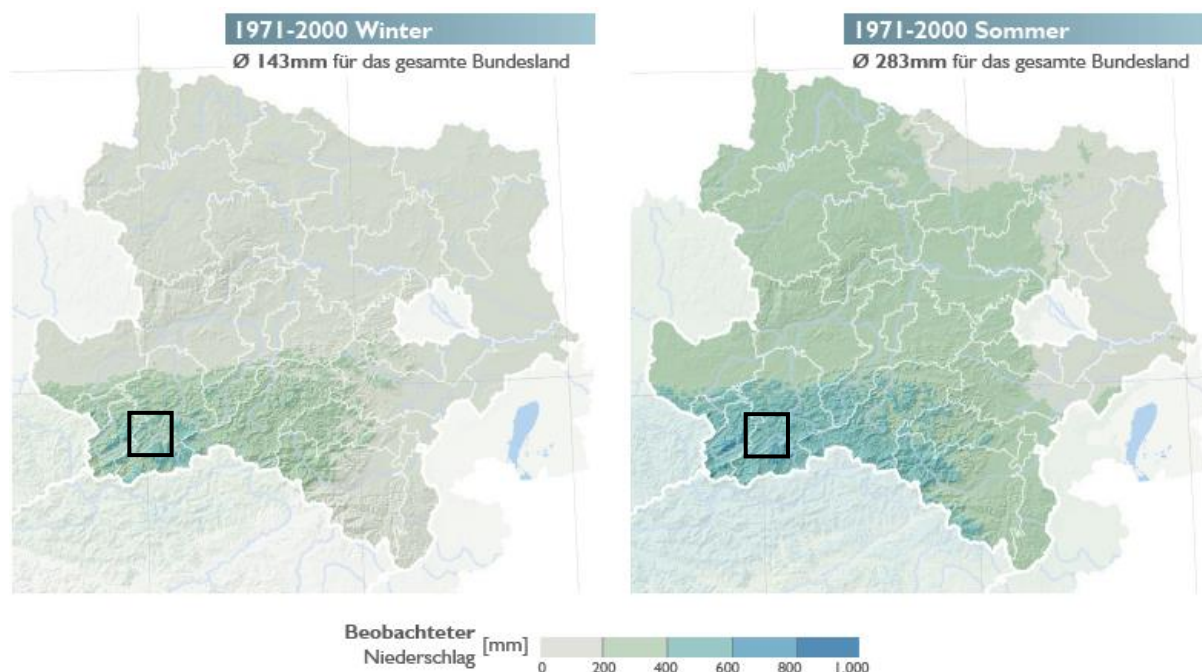 1971-2000 Winter
Ø 143mm für das gesamte Bundesland
1971-2000 Sommer
Ø 283mm für das gesamte Bundesland
Beobachteter
Niederschlag [mm]
0 200 400 600 800 1.000